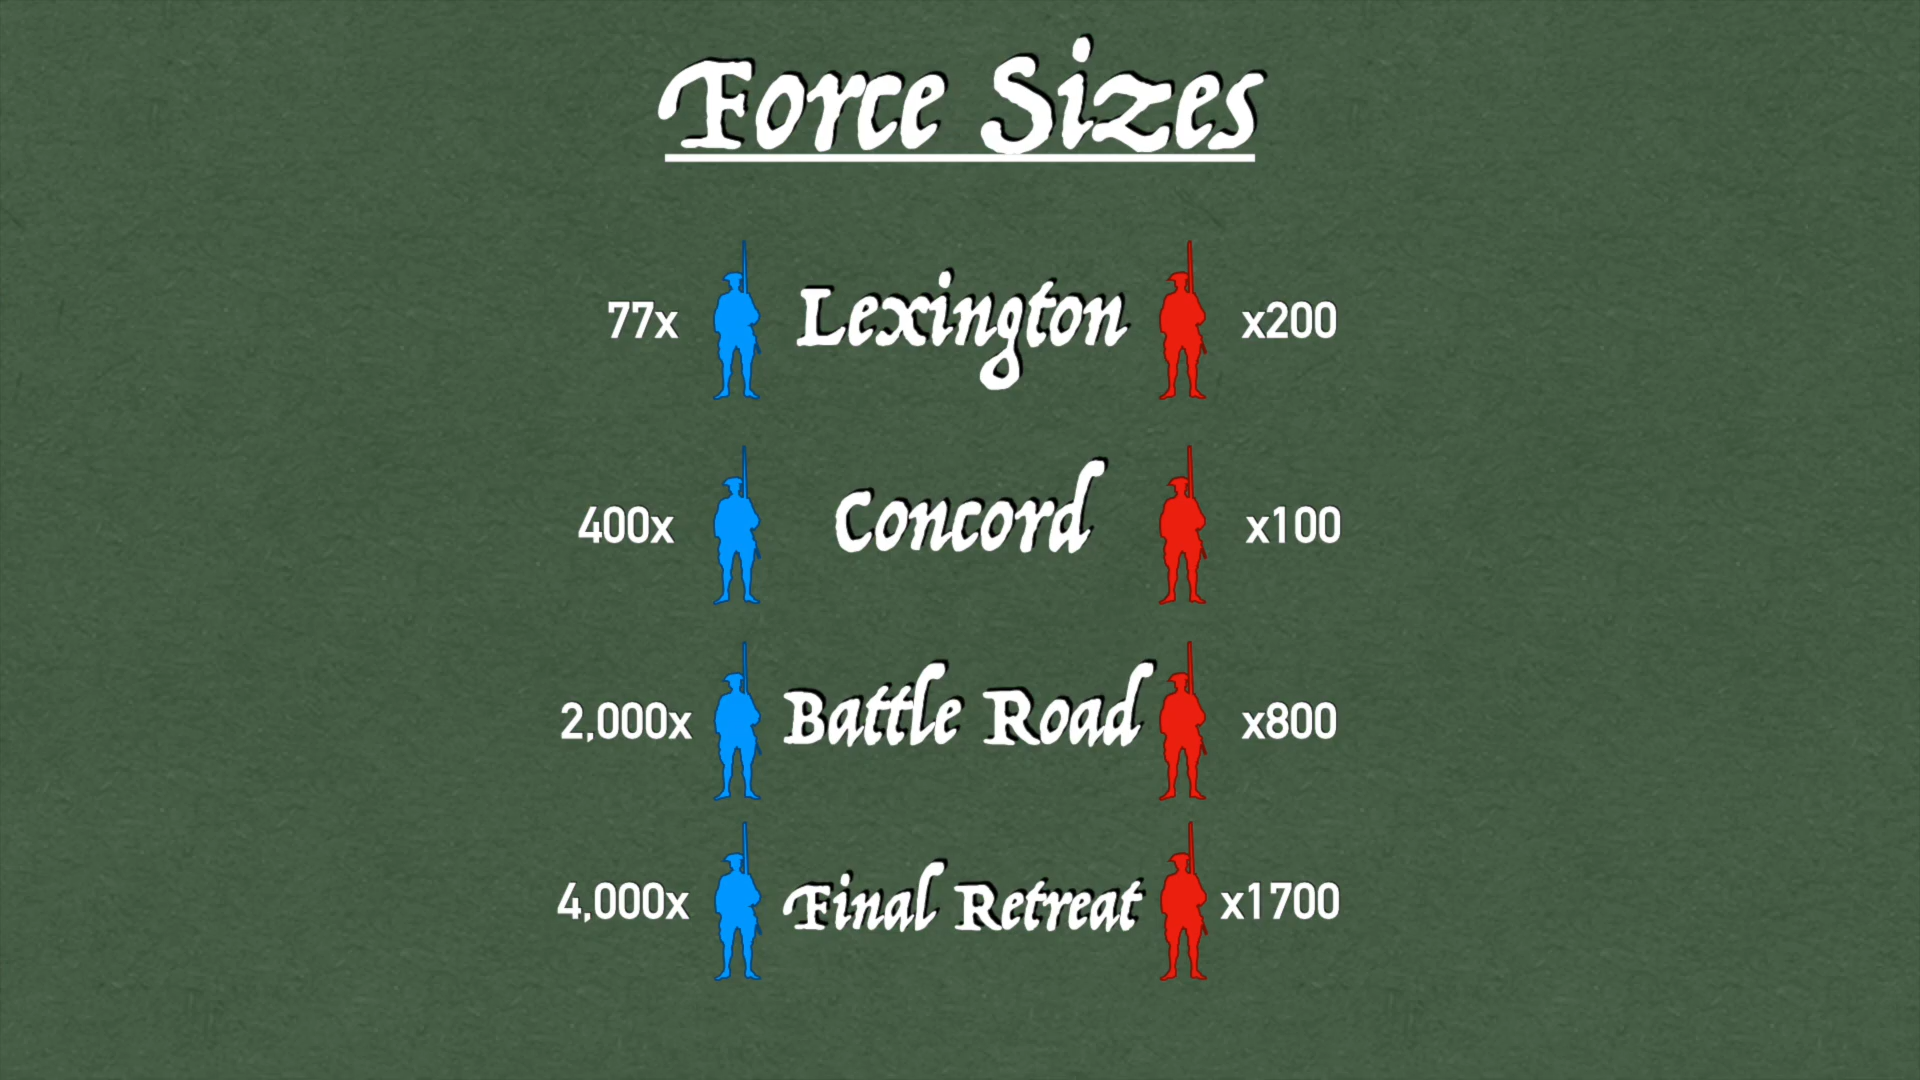 Force Sizes
77x Lexington x200
400x Concord x100
2,000x Battle Road x800
4,000x Final Retreat x1700